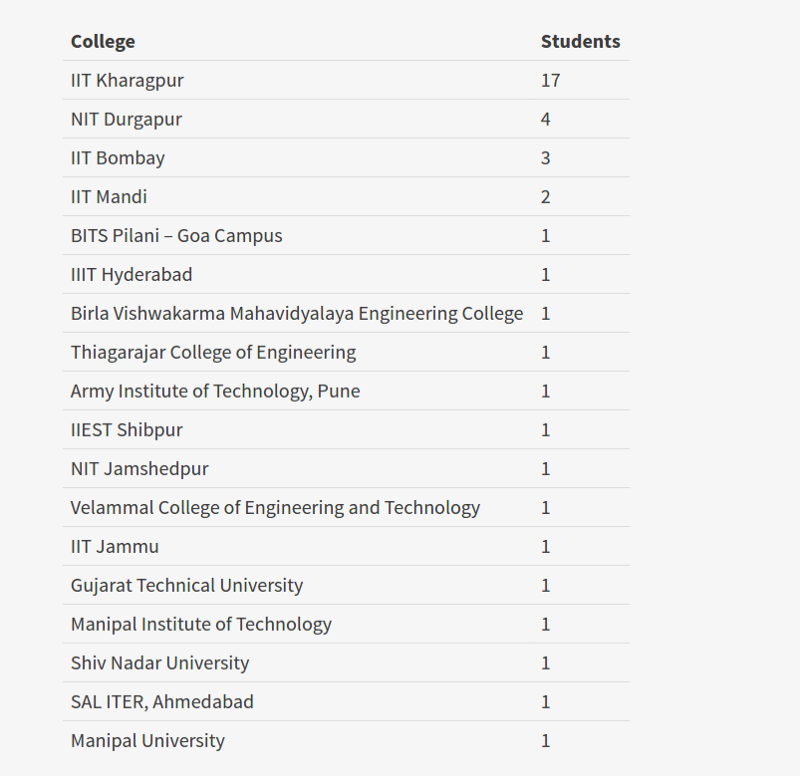 College Students
IIT Kharagpur 17
NIT Durgapur 4
IIT Bombay 3
IIT Mandi 2
BITS Pilani – Goa Campus 1
IIIT Hyderabad 1
Birla Vishwakarma Mahavidyalaya Engineering College 1
Thiagarajar College of Engineering 1
Army Institute of Technology, Pune 1
IIEST Shibpur 1
NIT Jamshedpur 1
Velammal College of Engineering and Technology 1
IIT Jammu 1
Gujarat Technical University 1
Manipal Institute of Technology 1
Shiv Nadar University 1
SAL ITER, Ahmedabad 1
Manipal University 1